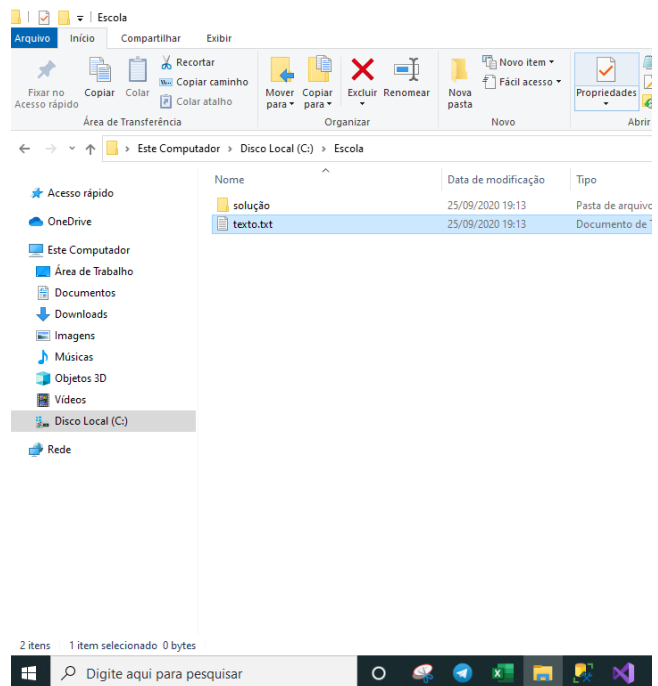 Escola
Arquivo Início Compartilhar Exibir
Fixar no Acesso rápido
Copiar
Colar
Recortar
Copiar caminho
Colar atalho
Área de Transferência
Mover para
Copiar para
Excluir
Renomear
Organizar
Nova pasta
Novo item
Fácil acesso
Novo
Propriedades
Abrir
Este Computador > Disco Local (C:) > Escola
Nome Data de modificação Tipo
solução 25/09/2020 19:13 Pasta de arquivo
texto.txt 25/09/2020 19:13 Documento de T
Acesso rápido
OneDrive
Este Computador
Área de Trabalho
Documentos
Downloads
Imagens
Músicas
Objetos 3D
Vídeos
Disco Local (C:)
Rede
2 itens 1 item selecionado 0 bytes
Digite aqui para pesquisar